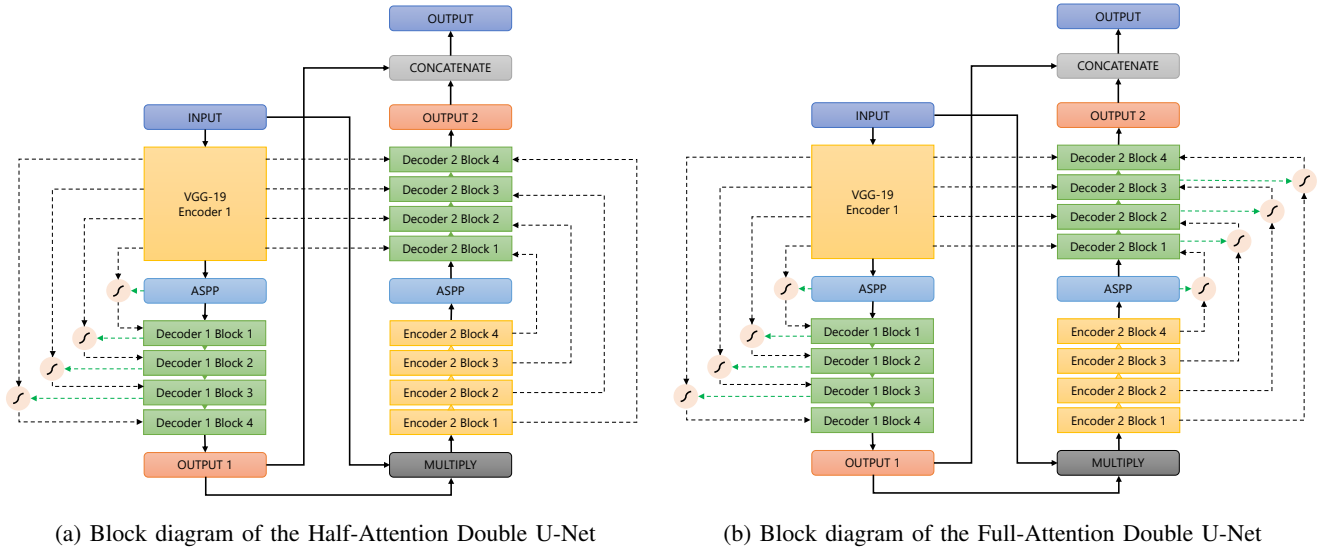 OUTPUT
CONCATENATE
INPUT
OUTPUT 2
VGG-19
Encoder 1
Decoder 2 Block 4
Decoder 2 Block 3
Decoder 2 Block 2
Decoder 2 Block 1
ASPP
ASPP
Decoder 1 Block 1
Decoder 1 Block 2
Decoder 1 Block 3
Decoder 1 Block 4
Encoder 2 Block 4
Encoder 2 Block 3
Encoder 2 Block 2
Encoder 2 Block 1
OUTPUT 1
MULTIPLY
(a) Block diagram of the Half-Attention Double U-Net
OUTPUT
CONCATENATE
INPUT
OUTPUT 2
VGG-19
Encoder 1
Decoder 2 Block 4
Decoder 2 Block 3
Decoder 2 Block 2
Decoder 2 Block 1
ASPP
ASPP
Decoder 1 Block 1
Decoder 1 Block 2
Decoder 1 Block 3
Decoder 1 Block 4
Encoder 2 Block 4
Encoder 2 Block 3
Encoder 2 Block 2
Encoder 2 Block 1
OUTPUT 1
MULTIPLY
(b) Block diagram of the Full-Attention Double U-Net